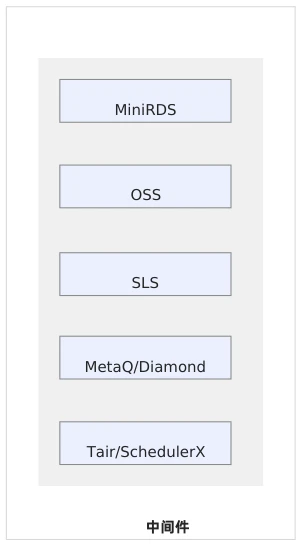 MiniRDS
OSS
SLS
MetaQ/Diamond
Tair/SchedulerX
中间件